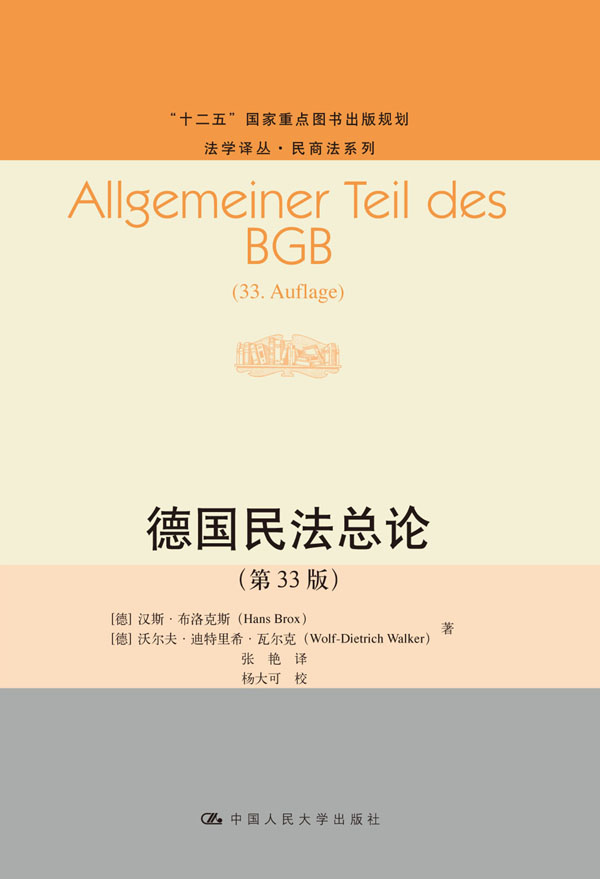 “十二五”国家重点图书出版规划
法学译丛·民商法系列
Allgemeiner Teil des
BGB
(33. Auflage)
德国民法总论
（第 33 版）
[德] 汉斯·布洛克斯（Hans Brox）
[德] 沃尔夫·迪特里希·瓦尔克（Wolf-Dietrich Walker）
著
张 艳 译
杨大可 校
中国人民大学出版社